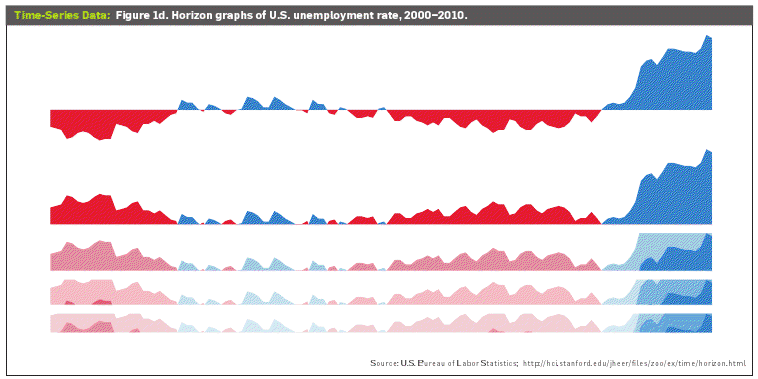 Time-Series Data: Figure 1d. Horizon graphs of U.S. unemployment rate, 2000–2010.
Source: U.S. Bureau of Labor Statistics; http://hci.stanford.edu/jheer/files/zoo/ex/time/horizon.html